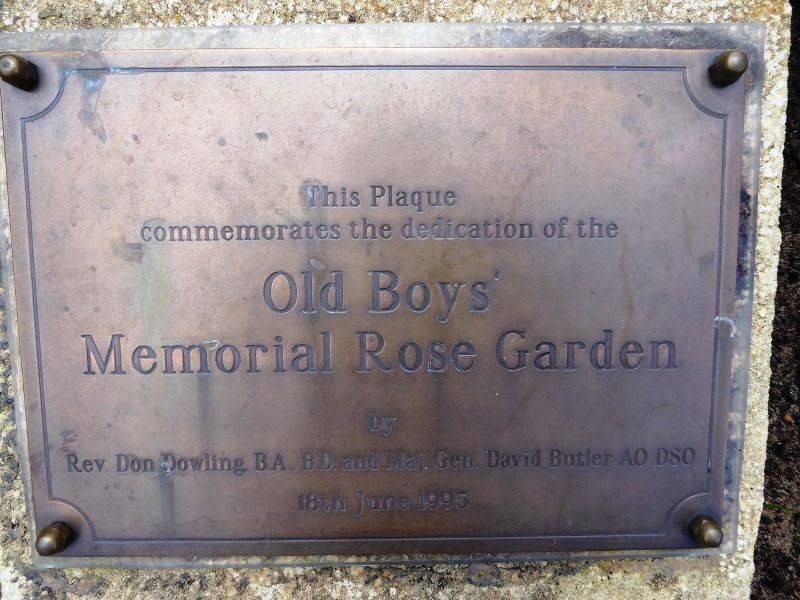 This Plaque
commemorates the dedication of the
Old Boys'
Memorial Rose Garden
by
Rev. Don Dowling, B.A., B.D. and Maj. Gen. David Butler AO DSO
18th June 1995